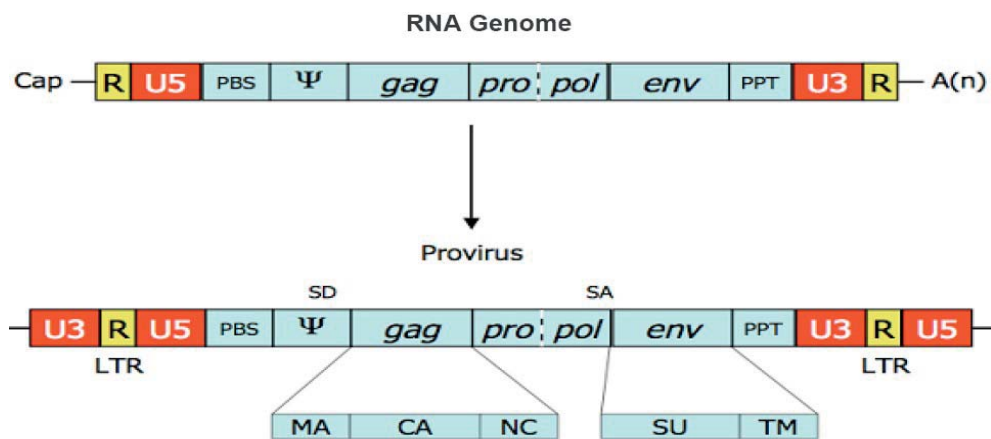 RNA Genome
Cap R U5 PBS Ψ gag pro pol env PPT U3 R A(n)
Provirus
SD SA
U3 R U5 PBS Ψ gag pro pol env PPT U3 R U5
LTR LTR
MA CA NC SU TM